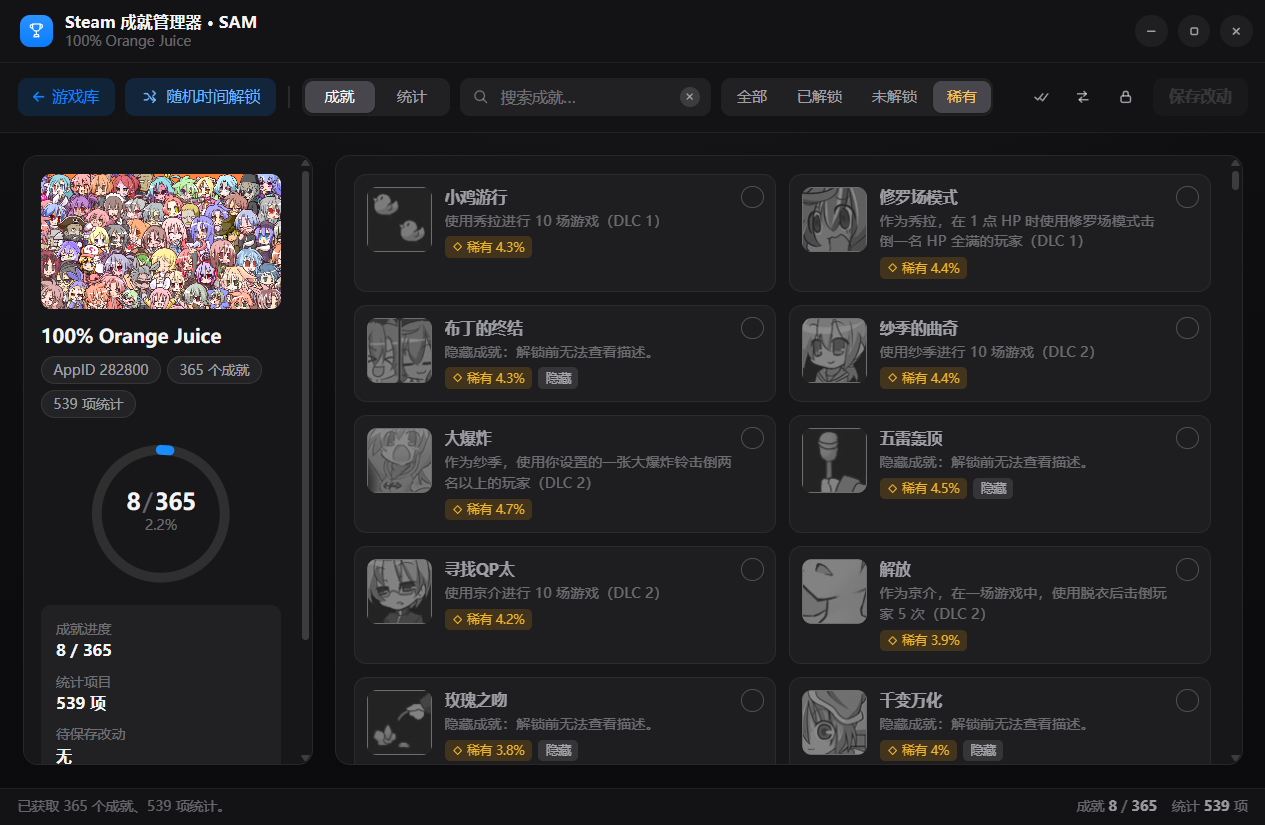 Steam 成就管理器 • SAM
100% Orange Juice
← 游戏库
随机时间解锁
成就
统计
搜索成就...
全部
已解锁
未解锁
稀有
保存改动
100% Orange Juice
AppID 282800
365 个成就
539 项统计
8/365
2.2%
成就进度
8 / 365
统计项目
539 项
待保存改动
无
小鸡游行
使用秀拉进行 10 场游戏（DLC 1）
◇ 稀有 4.3%
修罗场模式
作为秀拉，在 1 点 HP 时使用修罗场模式击
倒一名 HP 全满的玩家（DLC 1）
◇ 稀有 4.4%
布丁的终结
隐藏成就：解锁前无法查看描述。
◇ 稀有 4.3%
隐藏
纱季的曲奇
使用纱季进行 10 场游戏（DLC 2）
◇ 稀有 4.4%
大爆炸
作为纱季，使用你设置的一张大爆炸铃击倒两
名以上的玩家（DLC 2）
◇ 稀有 4.7%
五雷轰顶
隐藏成就：解锁前无法查看描述。
◇ 稀有 4.5%
隐藏
寻找QP太
使用京介进行 10 场游戏（DLC 2）
◇ 稀有 4.2%
解放
作为京介，在一场游戏中，使用脱衣后击倒玩
家 5 次（DLC 2）
◇ 稀有 3.9%
玫瑰之吻
隐藏成就：解锁前无法查看描述。
◇ 稀有 3.8%
隐藏
千变万化
隐藏成就：解锁前无法查看描述。
◇ 稀有 4%
隐藏
已获取 365 个成就、539 项统计。
成就 8 / 365
统计 539 项